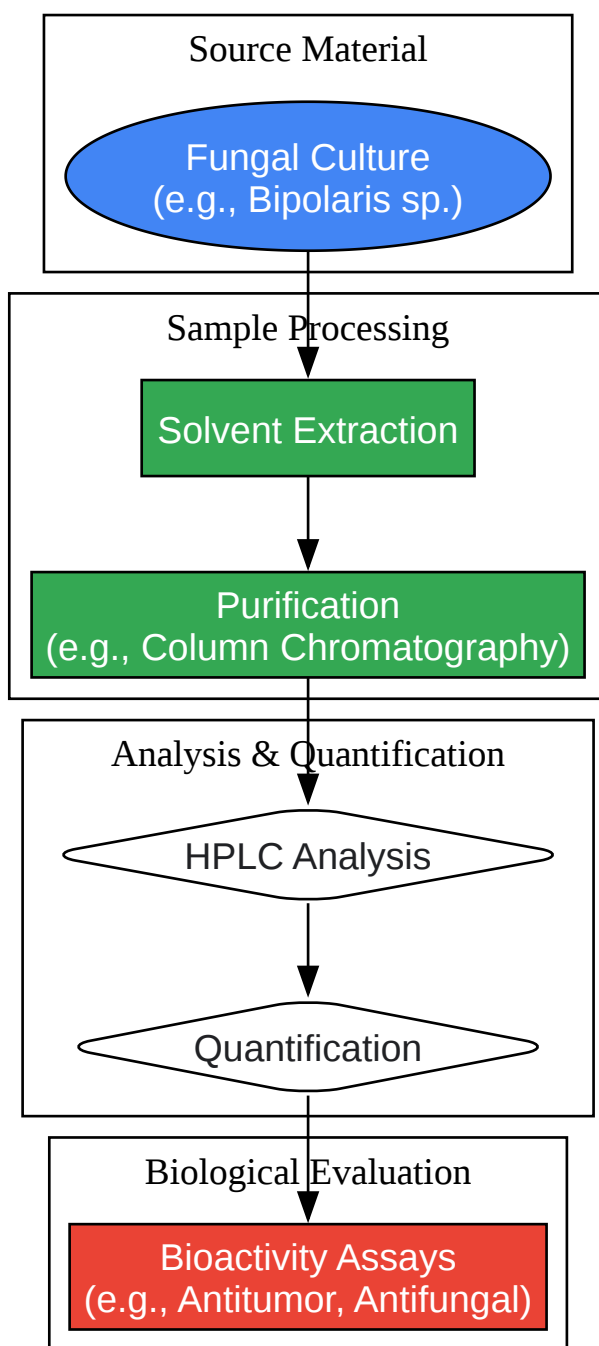 Source Material
Fungal Culture
(e.g., Bipolaris sp.)
Sample Processing
Solvent Extraction
Purification
(e.g., Column Chromatography)
Analysis & Quantification
HPLC Analysis
Quantification
Biological Evaluation
Bioactivity Assays
(e.g., Antitumor, Antifungal)